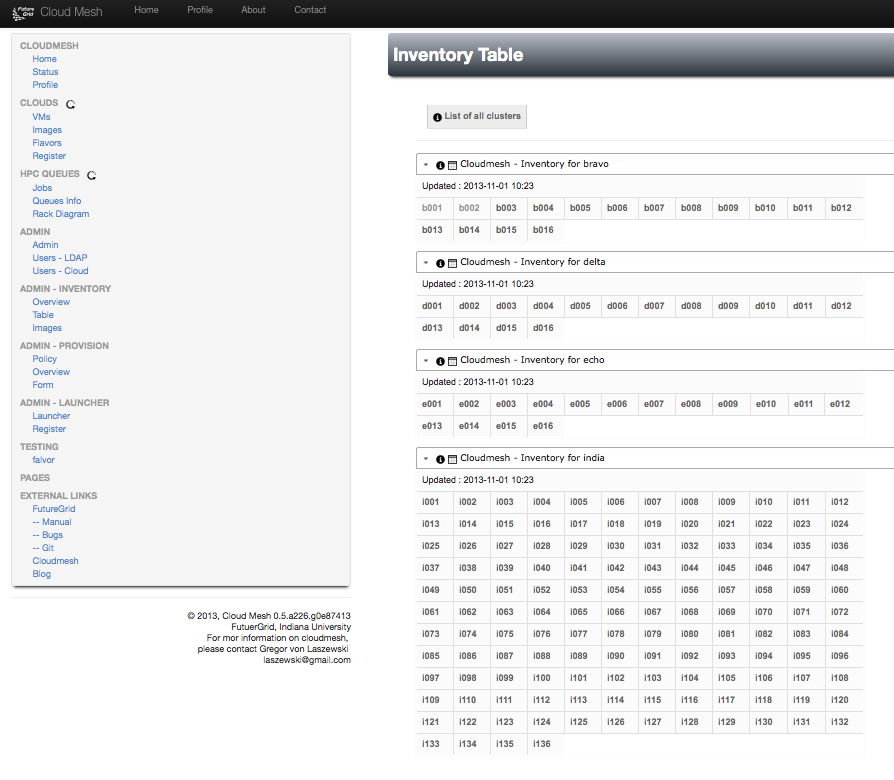 Future Grid Cloud Mesh Home Profile About Contact
CLOUDMESH
Home
Status
Profile
CLOUDS
VMs
Images
Flavors
Register
HPC QUEUES
Jobs
Queues Info
Rack Diagram
ADMIN
Admin
Users - LDAP
Users - Cloud
ADMIN - INVENTORY
Overview
Table
Images
ADMIN - PROVISION
Policy
Overview
Form
ADMIN - LAUNCHER
Launcher
Register
TESTING
falvor
PAGES
EXTERNAL LINKS
FutureGrid
-- Manual
-- Bugs
-- Git
Cloudmesh
Blog
© 2013, Cloud Mesh 0.5.a226.g0e87413
FutuerGrid, Indiana University
For mor information on cloudmesh,
please contact Gregor von Laszewski
laszewski@gmail.com
Inventory Table
List of all clusters
Cloudmesh - Inventory for bravo
Updated : 2013-11-01 10:23
b001 b002 b003 b004 b005 b006 b007 b008 b009 b010 b011 b012
b013 b014 b015 b016
Cloudmesh - Inventory for delta
Updated : 2013-11-01 10:23
d001 d002 d003 d004 d005 d006 d007 d008 d009 d010 d011 d012
d013 d014 d015 d016
Cloudmesh - Inventory for echo
Updated : 2013-11-01 10:23
e001 e002 e003 e004 e005 e006 e007 e008 e009 e010 e011 e012
e013 e014 e015 e016
Cloudmesh - Inventory for india
Updated : 2013-11-01 10:23
i001 i002 i003 i004 i005 i006 i007 i008 i009 i010 i011 i012
i013 i014 i015 i016 i017 i018 i019 i020 i021 i022 i023 i024
i025 i026 i027 i028 i029 i030 i031 i032 i033 i034 i035 i036
i037 i038 i039 i040 i041 i042 i043 i044 i045 i046 i047 i048
i049 i050 i051 i052 i053 i054 i055 i056 i057 i058 i059 i060
i061 i062 i063 i064 i065 i066 i067 i068 i069 i070 i071 i072
i073 i074 i075 i076 i077 i078 i079 i080 i081 i082 i083 i084
i085 i086 i087 i088 i089 i090 i091 i092 i093 i094 i095 i096
i097 i098 i099 i100 i101 i102 i103 i104 i105 i106 i107 i108
i109 i110 i111 i112 i113 i114 i115 i116 i117 i118 i119 i120
i121 i122 i123 i124 i125 i126 i127 i128 i129 i130 i131 i132
i133 i134 i135 i136